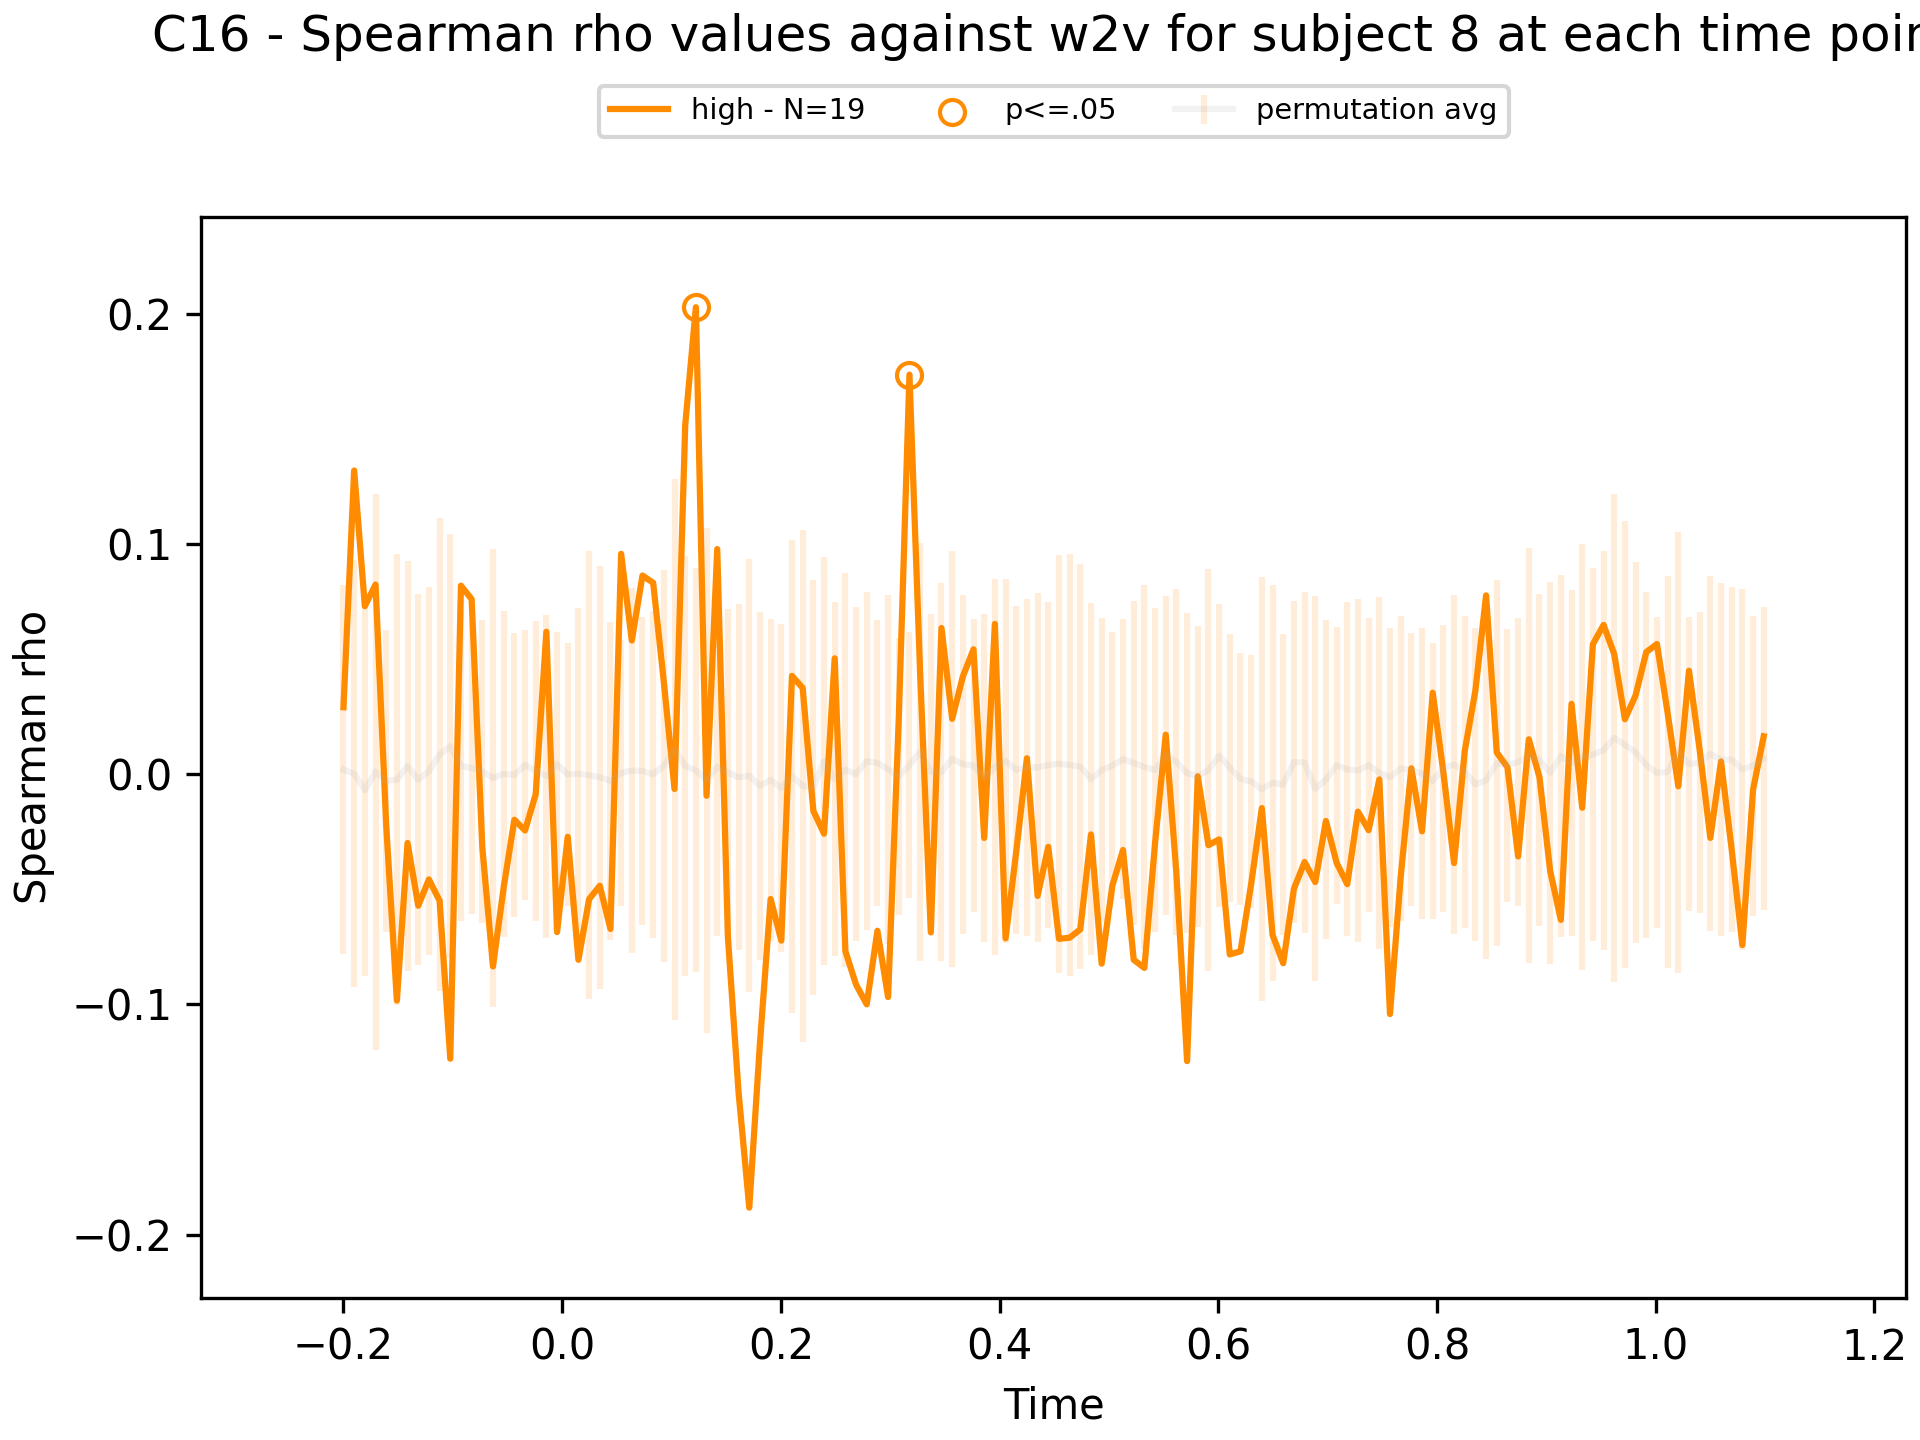 C16 - Spearman rho values against w2v for subject 8 at each time poi
high - N=19 p<=.05 permutation avg
Spearman rho
0.2
0.1
0.0
−0.1
−0.2
−0.2 0.0 0.2 0.4 0.6 0.8 1.0 1.2
Time